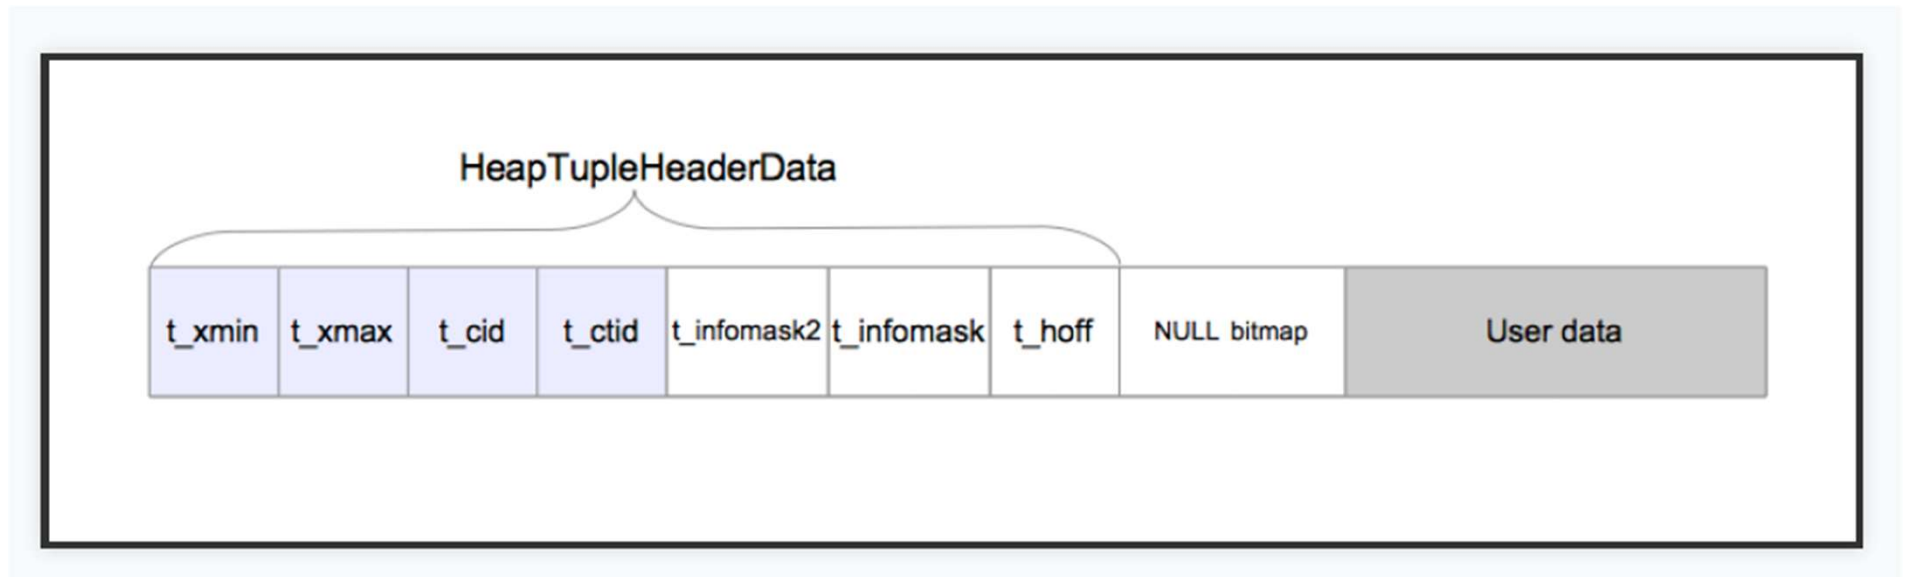 HeapTupleHeaderData
t_xmin t_xmax t_cid t_ctid t_infomask2 t_infomask t_hoff NULL bitmap User data